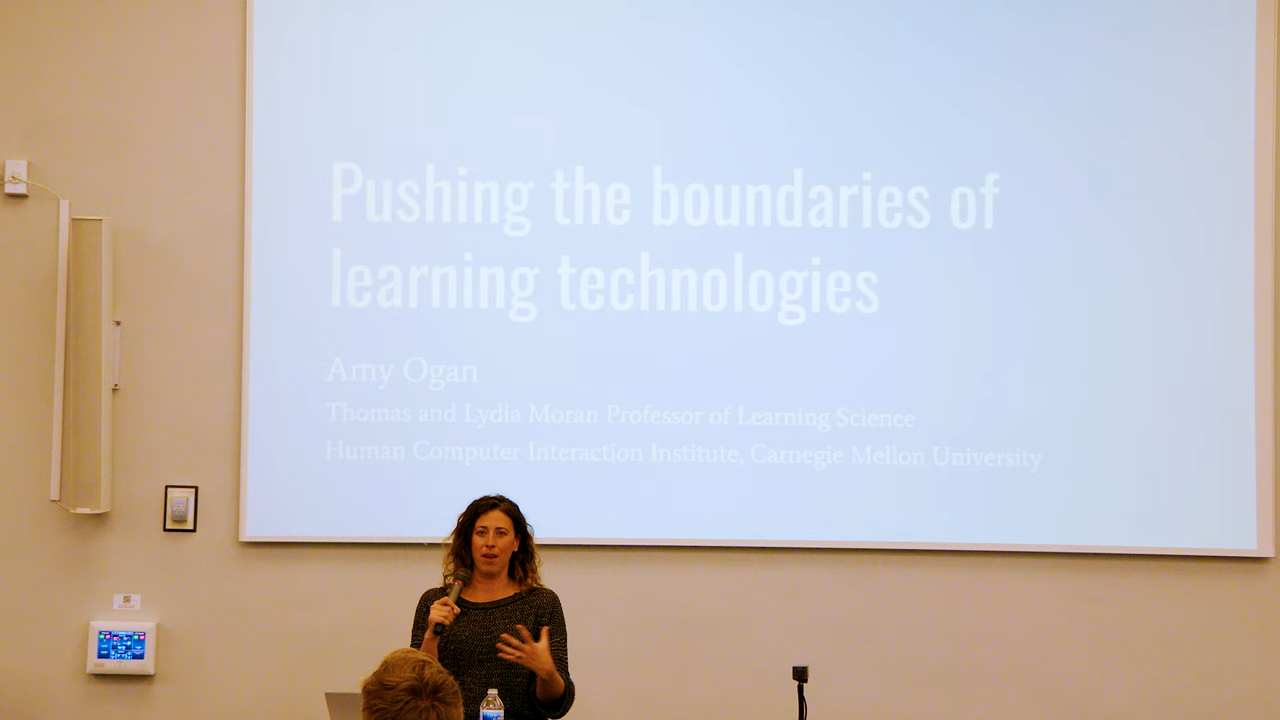 Pushing the boundaries of
learning technologies
Amy Ogan
Thomas and Lydia Moran Professor of Learning Science
Human Computer Interaction Institute, Carnegie Mellon University